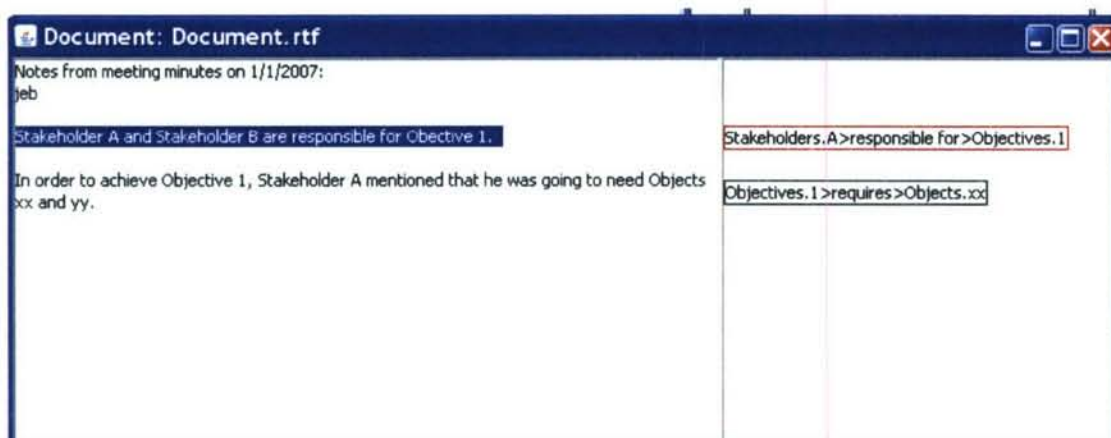 Document: Document.rtf
Notes from meeting minutes on 1/1/2007:
jeb
Stakeholder A and Stakeholder B are responsible for Obective 1.
In order to achieve Objective 1, Stakeholder A mentioned that he was going to need Objects
xx and yy.
Stakeholders.A>responsible for>Objectives.1
Objectives.1>requires>Objects.xx